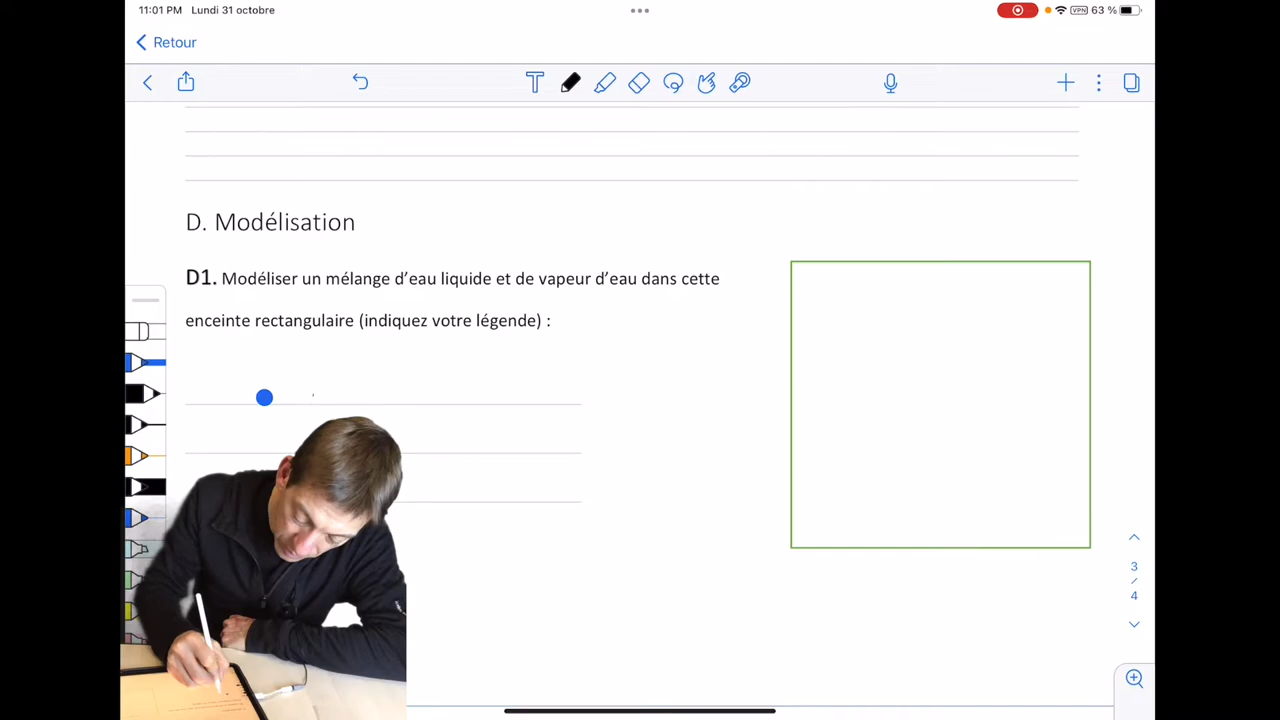 11:01 PM Lundi 31 octobre
VPN 63 %
Retour
T
D. Modélisation
D1. Modéliser un mélange d'eau liquide et de vapeur d'eau dans cette
enceinte rectangulaire (indiquez votre légende) :
3
/
4